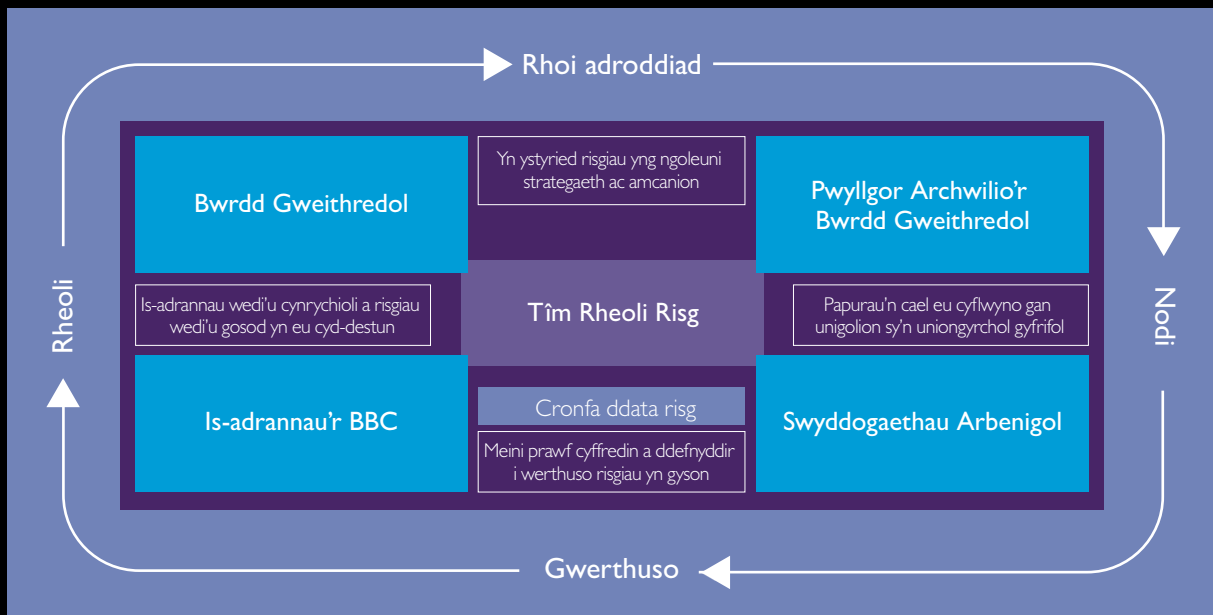 Rhoi adroddiad
Bwrdd Gweithredol
Yn ystyried risgiau yng ngoleuni
strategaeth ac amcanion
Pwyllgor Archwilio'r
Bwrdd Gweithredol
Rheoli
Is-adrannau wedi'u cynrychioli a risgiau
wedi'u gosod yn eu cyd-destun
Tîm Rheoli Risg
Papurau'n cael eu cyflwyno gan
unigolion sy'n uniongyrchol gyfrifol
Nodi
Is-adrannau'r BBC
Cronfa ddata risg
Meini prawf cyffredin a ddefnyddir
i werthuso risgiau yn gyson
Swyddogaethau Arbenigol
Gwerthuso